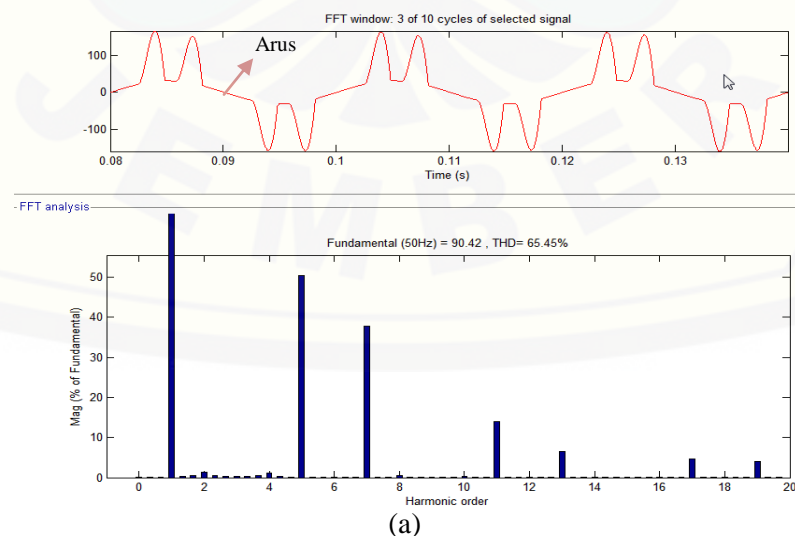 FFT window: 3 of 10 cycles of selected signal
Arus
100
0
-100
0.08 0.09 0.1 0.11 0.12 0.13
Time (s)
FFT analysis
Fundamental (50Hz) = 90.42 , THD= 65.45%
50
40
30
20
10
0
Mag (% of Fundamental)
0 2 4 6 8 10 12 14 16 18 20
Harmonic order
(a)
JEMBER